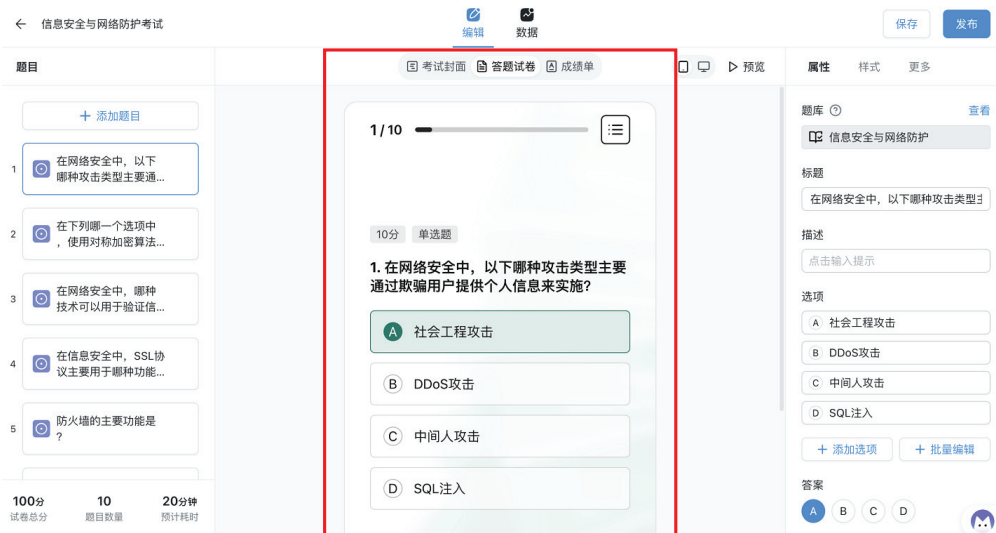 ← 信息安全与网络防护考试
编辑
数据
保存
发布
题目
考试封面
答题试卷
成绩单
预览
属性
样式
更多
+ 添加题目
1
在网络安全中，以下
哪种攻击类型主要通...
2
在下列哪一个选项中
，使用对称加密算法...
3
在网络安全中，哪种
技术可以用于验证信...
4
在信息安全中，SSL协
议主要用于哪种功能...
5
防火墙的主要功能是
？
100分
试卷总分
10
题目数量
20分钟
预计耗时
1 / 10
10分
单选题
1. 在网络安全中，以下哪种攻击类型主要
通过欺骗用户提供个人信息来实施?
A 社会工程攻击
B DDoS攻击
C 中间人攻击
D SQL注入
题库
查看
信息安全与网络防护
标题
在网络安全中，以下哪种攻击类型
描述
点击输入提示
选项
A 社会工程攻击
B DDoS攻击
C 中间人攻击
D SQL注入
+ 添加选项
+ 批量编辑
答案
A B C D